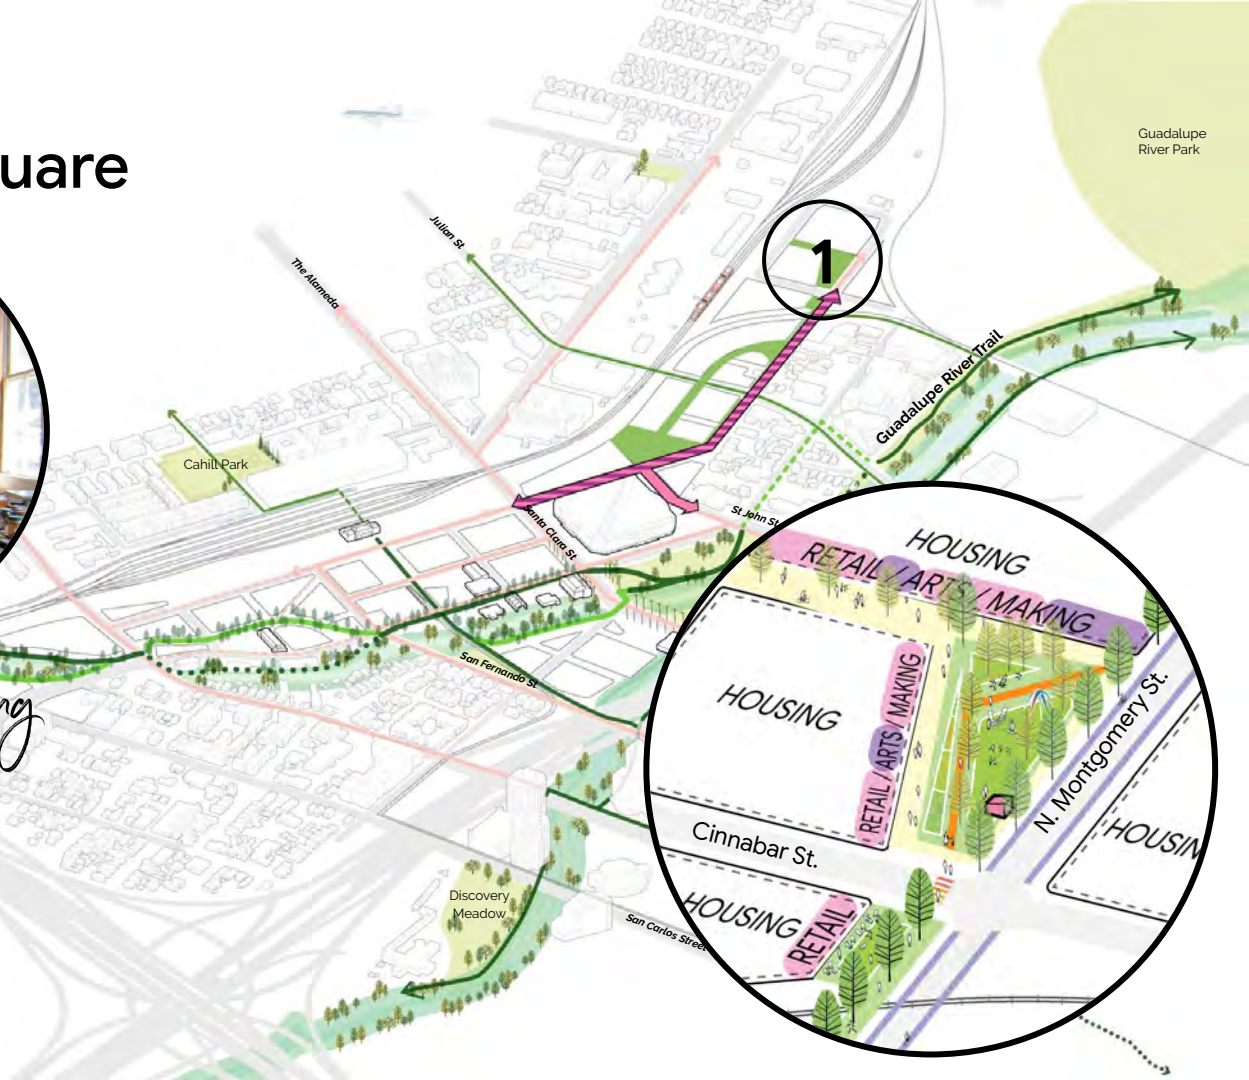 uare
Guadalupe
River Park
Julian St
The Alameda
1
Guadalupe River Trail
Cahill Park
Santa Clara St
St John St
San Fernando St
ng
Discovery
Meadow
San Carlos Street
HOUSING
RETAIL / ARTS / MAKING
HOUSING
RETAIL / ARTS / MAKING
N. Montgomery St.
Cinnabar St.
HOUSIN
HOUSING
RETAIL